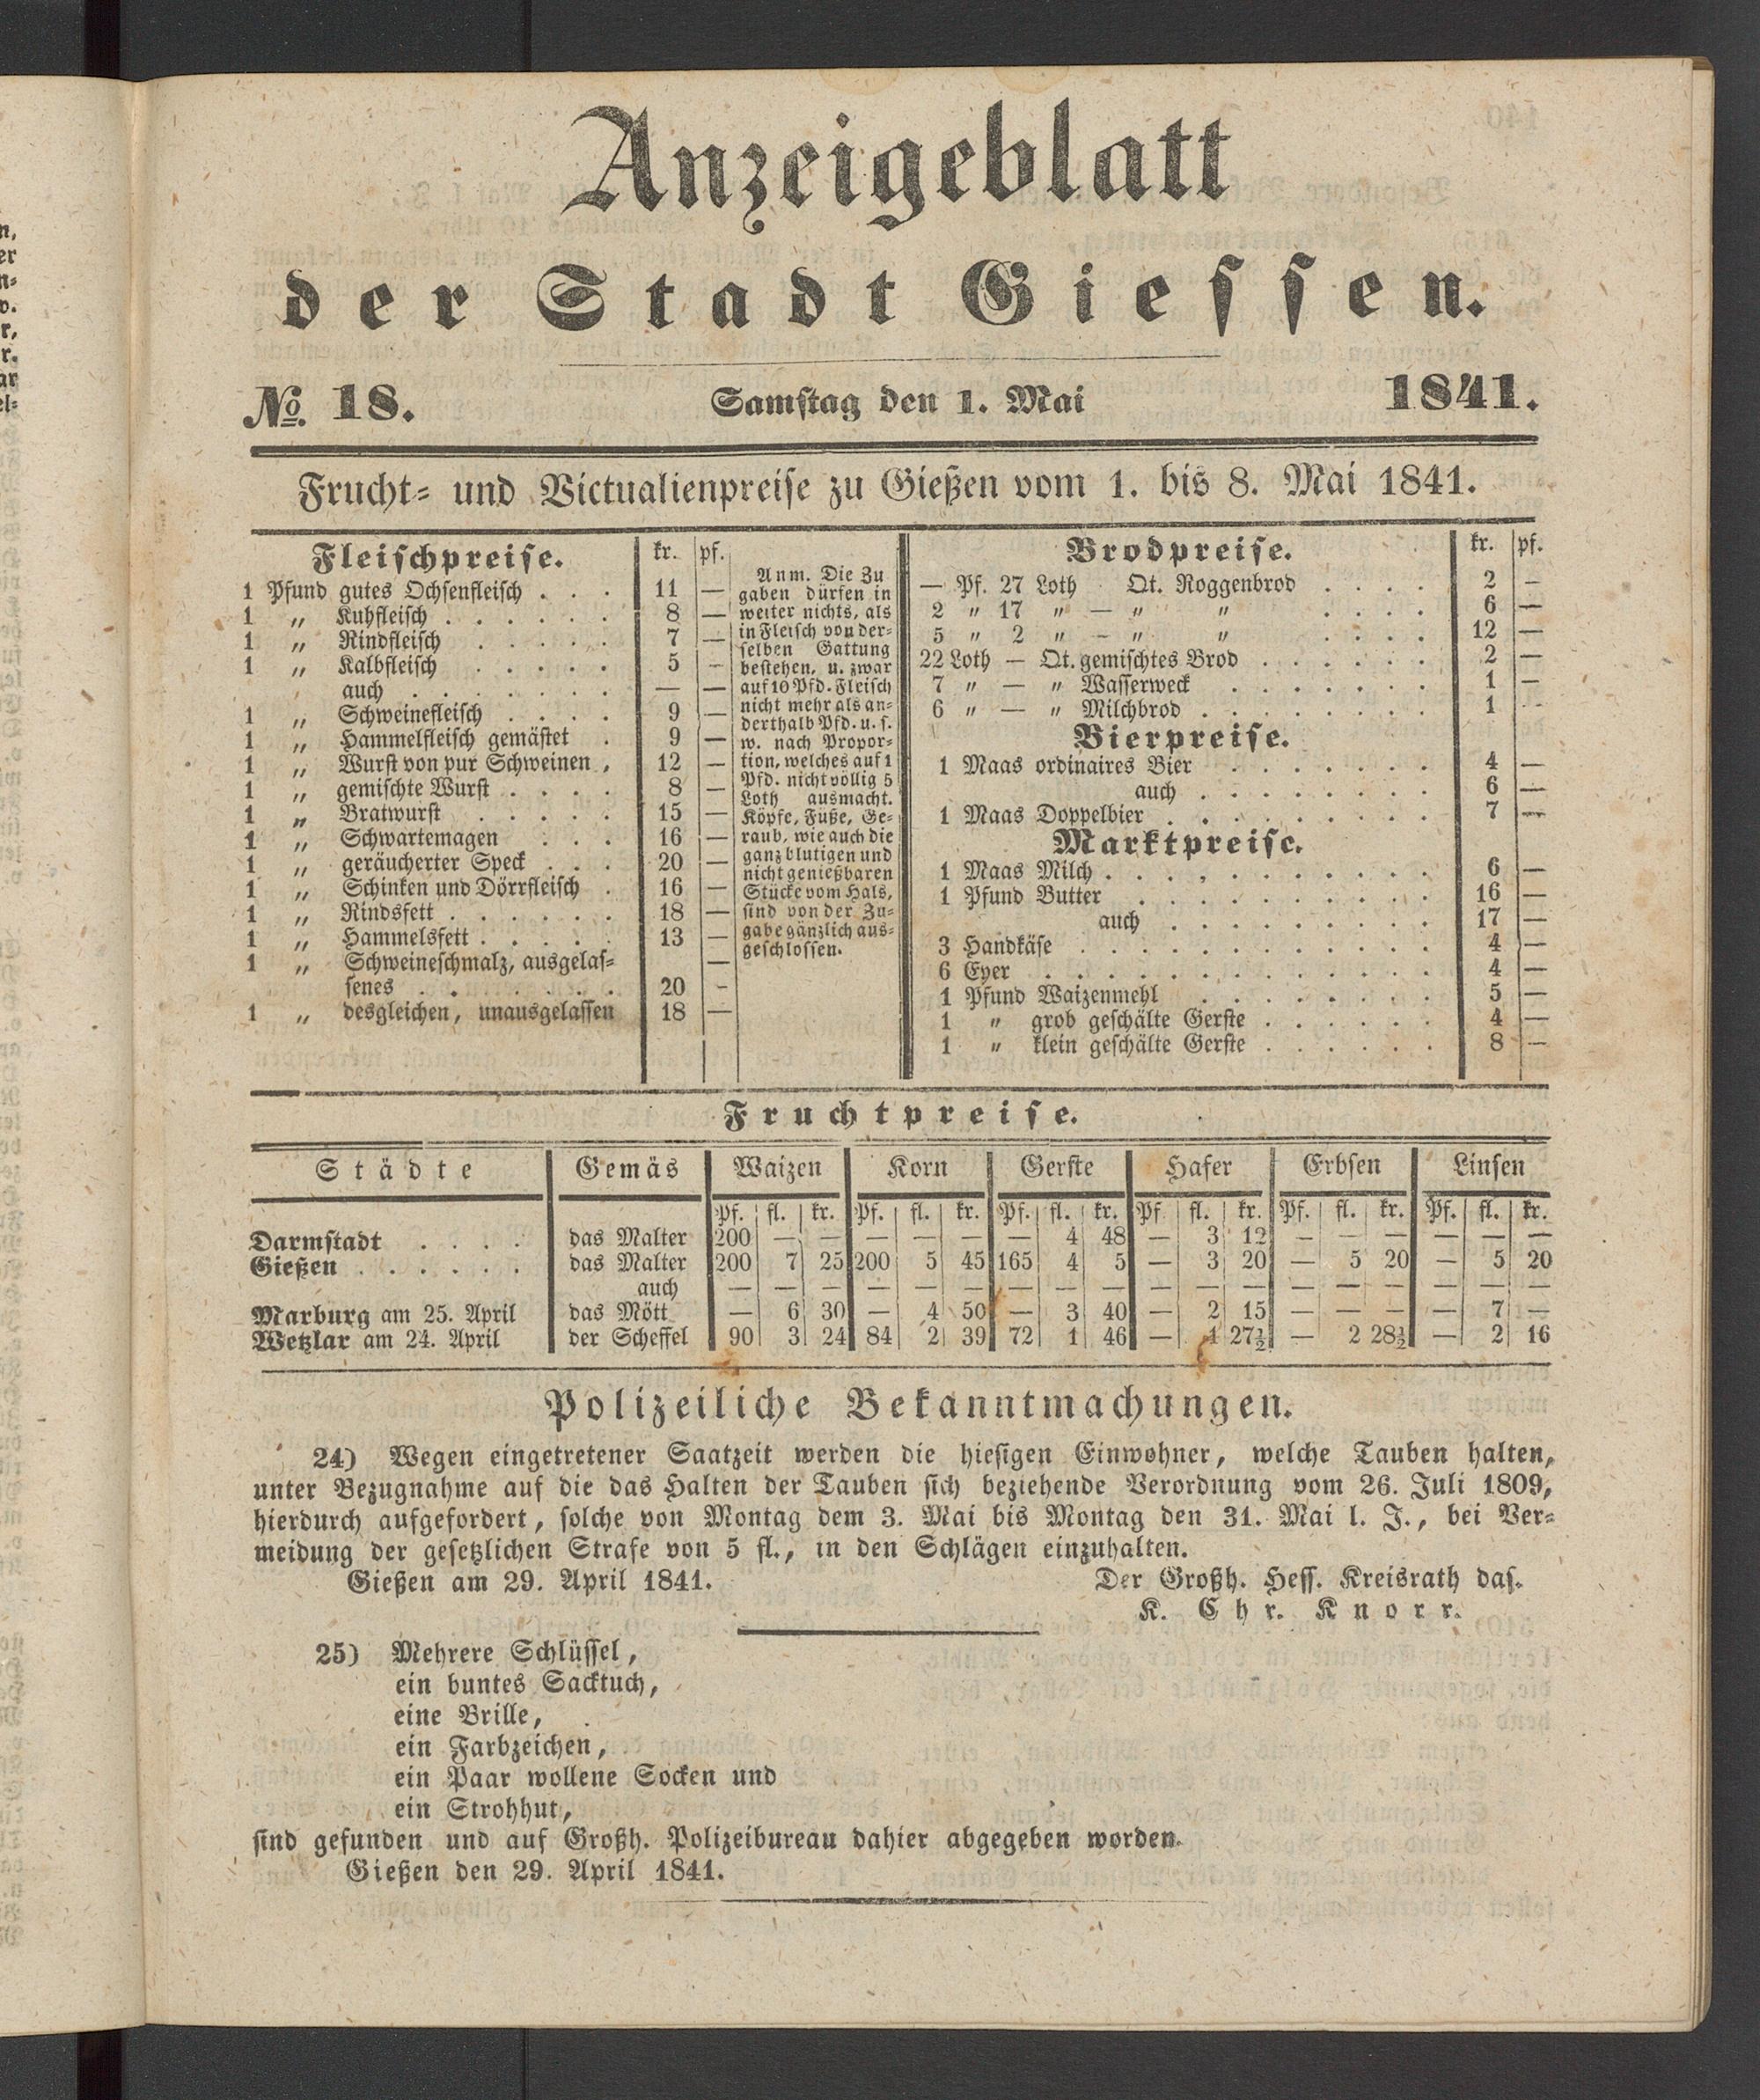 Anzeigeblatt
der Stadt Giessen.
No. 18. Samstag den 1. Mai 1841.
Frucht- und Victualienpreise zu Gießen vom 1. bis 8. Mai 1841.
Fleischpreise. kr. pf.
1 Pfund gutes Ochsenfleisch . . . 11 —
1 „ Kuhfleisch . . . . . . 8 —
1 „ Rindfleisch . . . . . 7 —
1 „ Kalbfleisch . . . . . 5 —
auch . . . . . . . — —
1 „ Schweinefleisch . . . . 9 —
1 „ Hammelfleisch gemästet . 9 —
1 „ Wurst von pur Schweinen , 12 —
1 „ gemischte Wurst . . . . 8 —
1 „ Bratwurst . . . . . 15 —
1 „ Schwartemagen . . . 16 —
1 „ geräucherter Speck . . . 20 —
1 „ Schinken und Dörrfleisch . 16 —
1 „ Rindsfett . . . . . . 18 —
1 „ Hammelsfett . . . . . 13 —
1 „ Schweineschmalz, ausgelas- —
senes . . . . . . . 20 -
1 „ desgleichen, unausgelassen 18 —
Anm. Die Zu
gaben dürfen in
weiter nichts, als
in Fleisch von der-
selben Gattung
bestehen, u. zwar
auf 10 Pfd. Fleisch
nicht mehr als an-
derthalb Pfd. u. s.
w. nach Propor-
tion, welches auf 1
Pfd. nicht völlig 5
Loth ausmacht.
Köpfe, Füße, Ge-
raub, wie auch die
ganz blutigen und
nicht genießbaren
Stücke vom Hals,
sind von der Zu-
gabe gänzlich aus-
geschlossen.
Brodpreise. kr. pf.
— Pf. 27 Loth Qt. Roggenbrod . . . . 2 —
2 „ 17 „ — „ „ . . . . 6 —
5 „ 2 „ — „ „ . . . . 12 —
22 Loth — Qt. gemischtes Brod . . . . . . 2 —
7 „ — „ Wasserweck . . . . . . . 1 —
6 „ — „ Milchbrod . . . . . . . . 1 -
Bierpreise.
1 Maas ordinaires Bier . . . . . . . 4 —
auch . . . . . . . . 6 —
1 Maas Doppelbier . . . . . . . . . 7 —
Marktpreise.
1 Maas Milch . . . . . . . . . . . 6 —
1 Pfund Butter . . . . . . . . . . 16 —
auch . . . . . . . . . 17 —
3 Handkäse . . . . . . . . . . . 4 —
6 Eyer . . . . . . . . . . . . 4 —
1 Pfund Waizenmehl . . . . . . . . 5 —
1 „ grob geschälte Gerste . . . . . . 4 —
1 „ klein geschälte Gerste . . . . . . 8 —
Fruchtpreise.
Städte Gemäs Waizen Korn Gerste Hafer Erbsen Linsen
Pf. fl. kr. Pf. fl. kr. Pf. fl. kr. Pf fl. kr. Pf. fl. kr. Pf. fl. kr.
Darmstadt . . . . das Malter 200 — — — — — — 4 48 — 3 12 — — — — — —
Gießen . . . . . . das Malter 200 7 25 200 5 45 165 4 5 — 3 20 — 5 20 — 5 20
auch — — — — — — — — — — — — — — — — — —
Marburg am 25. April das Mött — 6 30 — 4 50 — 3 40 — 2 15 — — — — 7 —
Wetzlar am 24. April der Scheffel 90 3 24 84 2 39 72 1 46 — 1 27½ — 2 28½ — 2 16
Polizeiliche Bekanntmachungen.
24) Wegen eingetretener Saatzeit werden die hiesigen Einwohner, welche Tauben halten,
unter Bezugnahme auf die das Halten der Tauben sich beziehende Verordnung vom 26. Juli 1809,
hierdurch aufgefordert, solche von Montag dem 3. Mai bis Montag den 31. Mai l. J., bei Ver-
meidung der gesetzlichen Strafe von 5 fl., in den Schlägen einzuhalten.
Gießen am 29. April 1841. Der Großh. Hess. Kreisrath das.
K. Chr. Knorr.
25) Mehrere Schlüssel,
ein buntes Sacktuch,
eine Brille,
ein Farbzeichen,
ein Paar wollene Socken und
ein Strohhut,
sind gefunden und auf Großh. Polizeibureau dahier abgegeben worden.
Gießen den 29. April 1841.